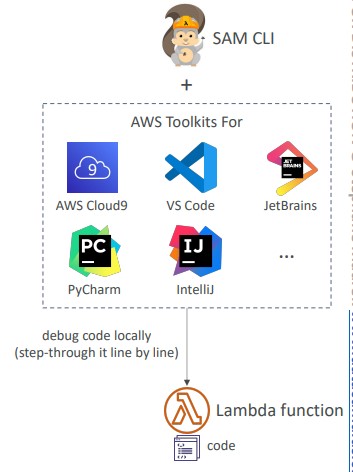 SAM CLI
+
AWS Toolkits For
9
JET
BRAINS
AWS Cloud9
VS Code
JetBrains
PC
IJ
...
PyCharm
IntelliJ
debug code locally
(step-through it line by line)
λ
Lambda function
code